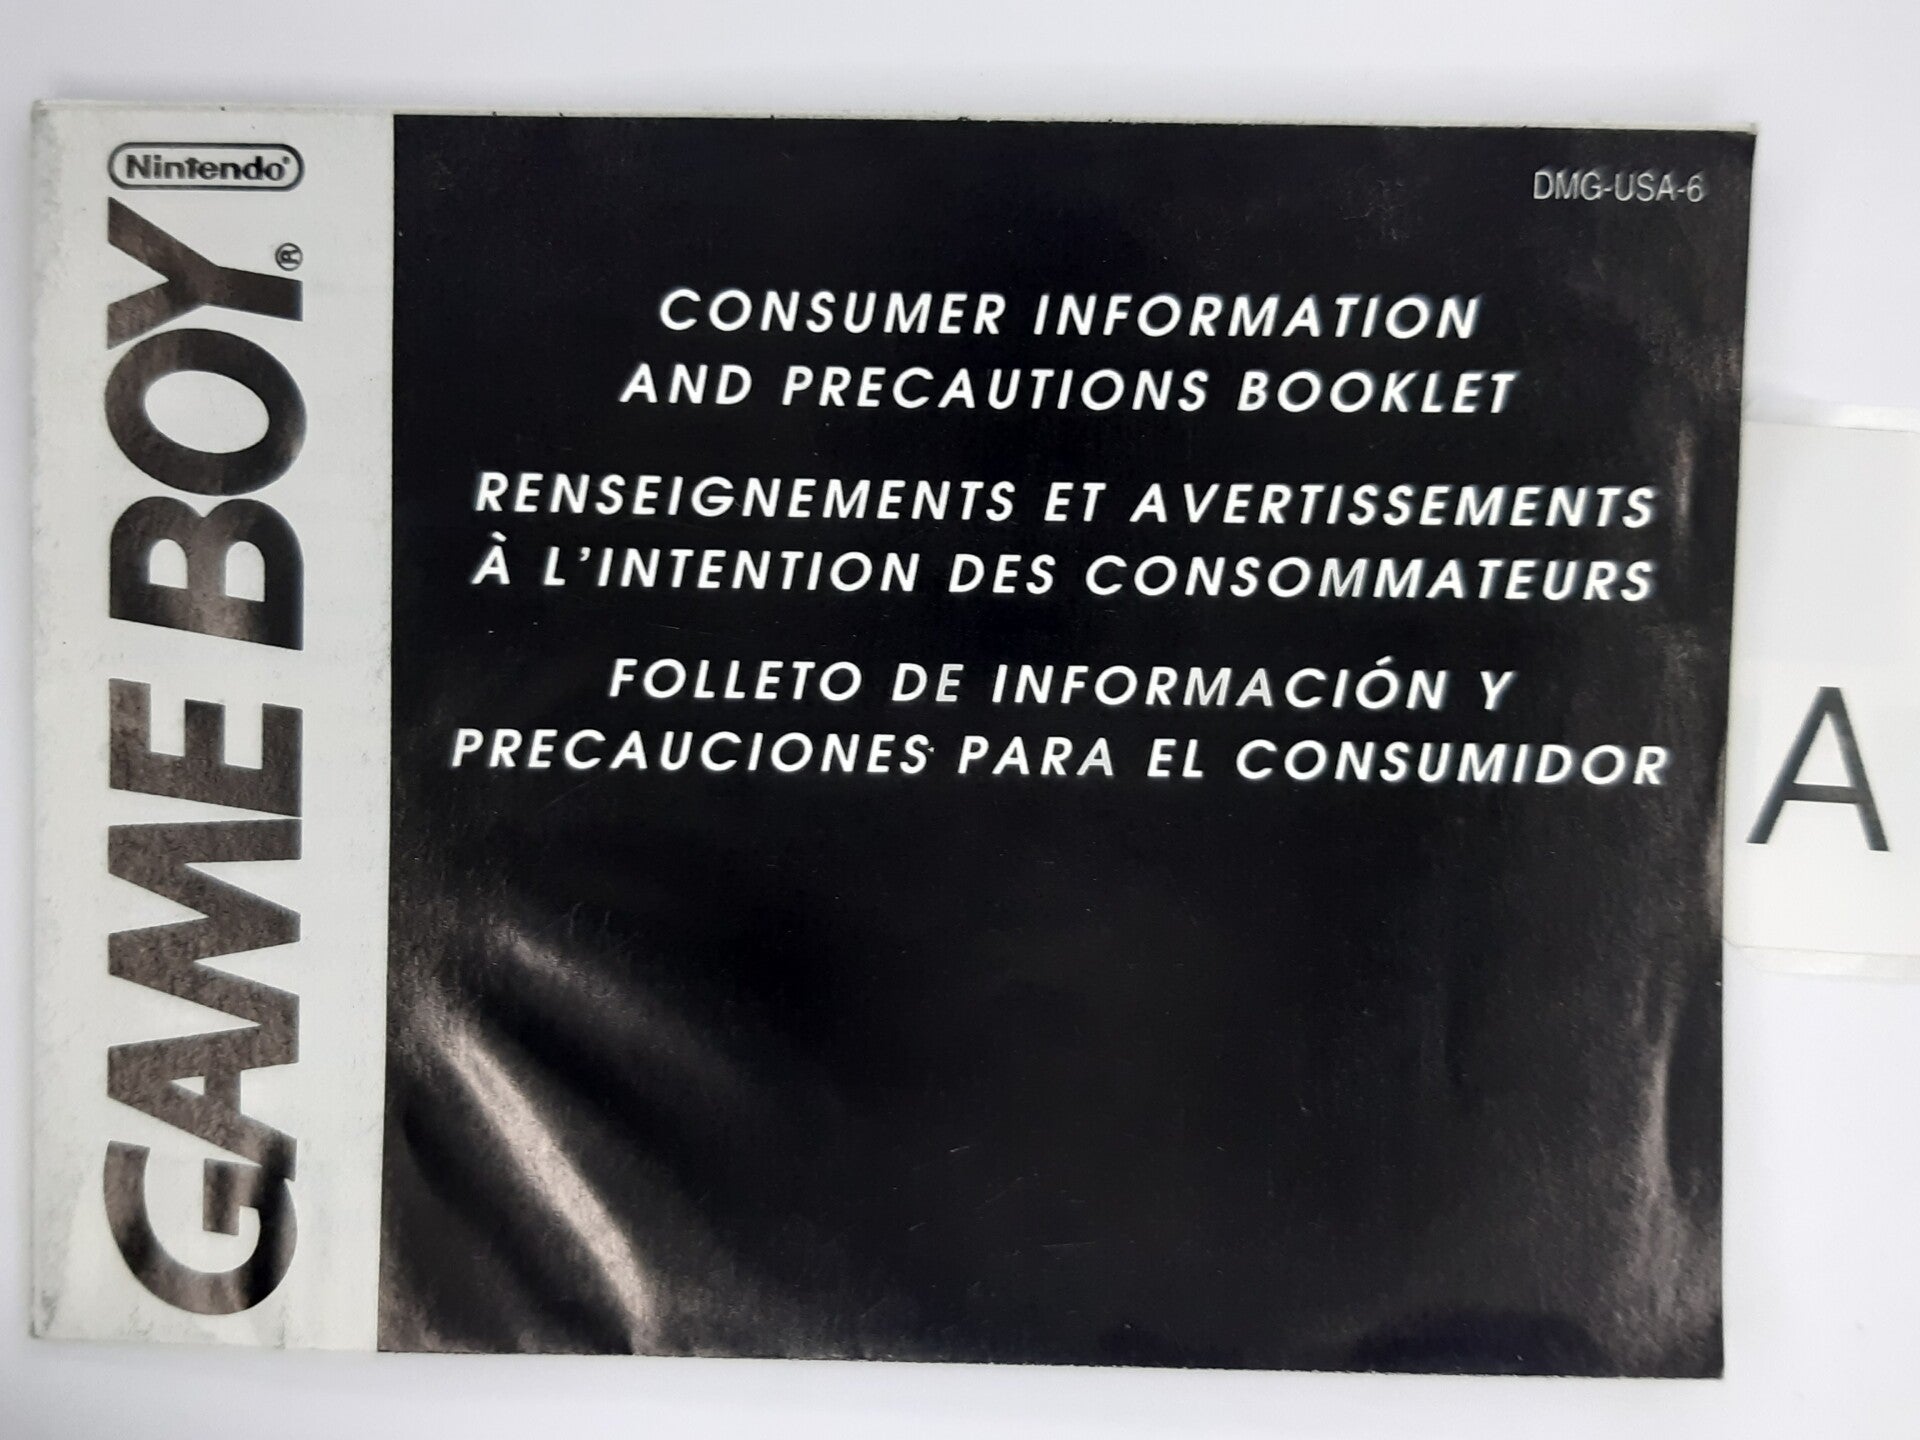 Nintendo®
GAME BOY®
DMG-USA-6
CONSUMER INFORMATION
AND PRECAUTIONS BOOKLET
RENSEIGNEMENTS ET AVERTISSEMENTS
À L'INTENTION DES CONSOMMATEURS
FOLLETO DE INFORMACIÓN Y
PRECAUCIONES PARA EL CONSUMIDOR
A